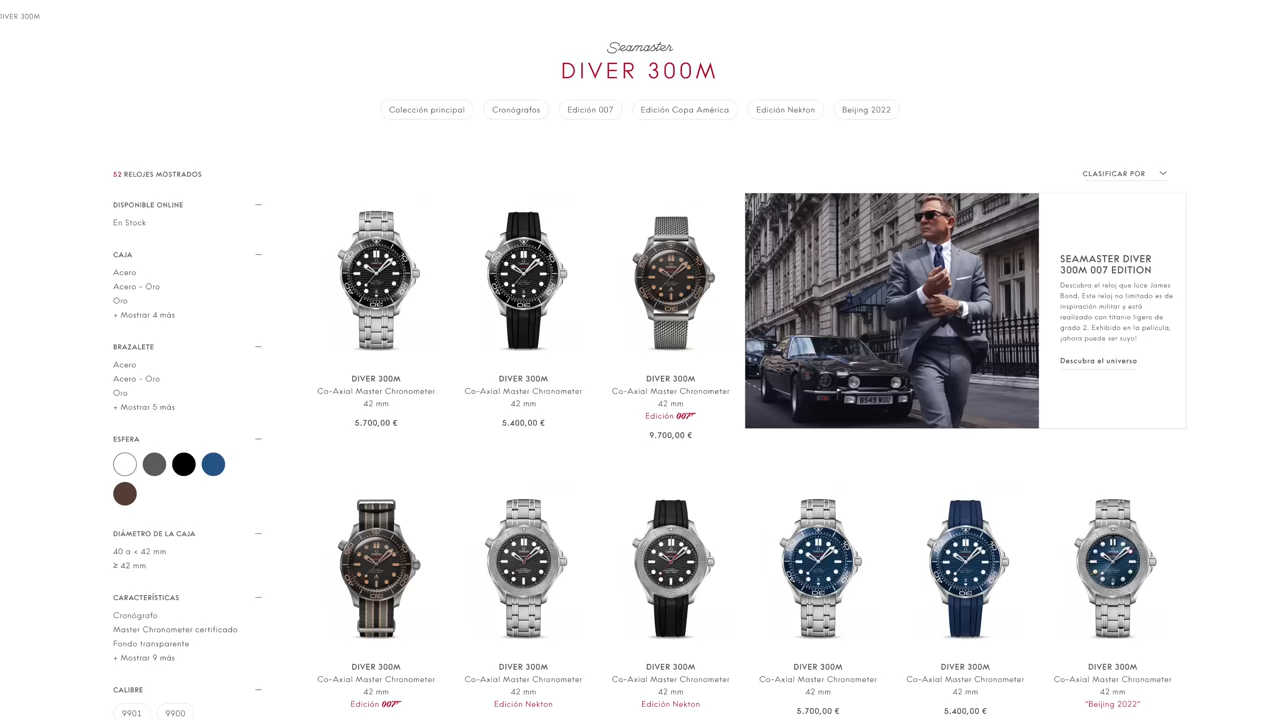 DIVER 300M
Seamaster
DIVER 300M
Colección principal
Cronógrafos
Edición 007
Edición Copa América
Edición Nekton
Beijing 2022
52 RELOJES MOSTRADOS
CLASIFICAR POR
DISPONIBLE ONLINE
En Stock
CAJA
Acero
Acero - Oro
Oro
+ Mostrar 4 más
BRAZALETE
Acero
Acero - Oro
Oro
+ Mostrar 5 más
ESFERA
DIÁMETRO DE LA CAJA
40 a < 42 mm
≥ 42 mm
CARACTERÍSTICAS
Cronógrafo
Master Chronometer certificado
Fondo transparente
+ Mostrar 9 más
CALIBRE
9901
9900
DIVER 300M
Co-Axial Master Chronometer
42 mm
5.700,00 €
DIVER 300M
Co-Axial Master Chronometer
42 mm
5.400,00 €
DIVER 300M
Co-Axial Master Chronometer
42 mm
Edición 007
9.700,00 €
B549 WUU
SEAMASTER DIVER
300M 007 EDITION
Descubra el reloj que luce James
Bond. Este reloj no limitado es de
inspiración militar y está
realizado con titanio ligero de
grado 2. Exhibido en la película,
¡ahora puede ser suyo!
Descubra el universo
DIVER 300M
Co-Axial Master Chronometer
42 mm
Edición 007
DIVER 300M
Co-Axial Master Chronometer
42 mm
Edición Nekton
DIVER 300M
Co-Axial Master Chronometer
42 mm
Edición Nekton
DIVER 300M
Co-Axial Master Chronometer
42 mm
5.700,00 €
DIVER 300M
Co-Axial Master Chronometer
42 mm
5.400,00 €
DIVER 300M
Co-Axial Master Chronometer
42 mm
"Beijing 2022"